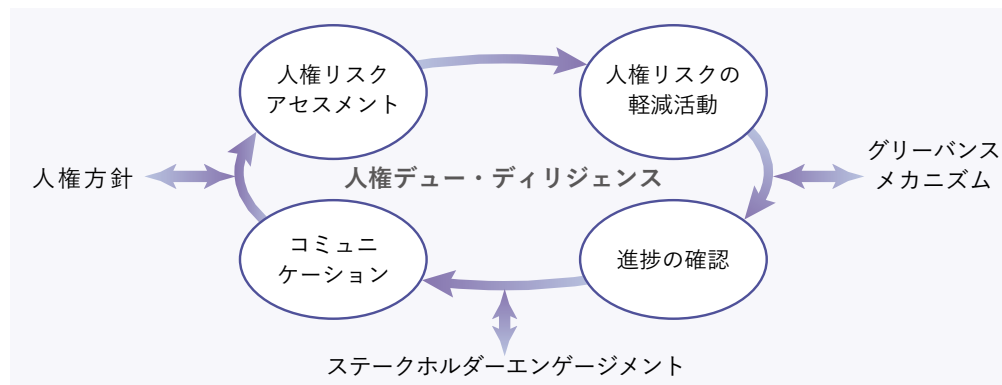 人権リスク
アセスメント
人権リスクの
軽減活動
人権方針
人権デュー・ディリジェンス
グリーバンス
メカニズム
コミュニ
ケーション
進捗の確認
ステークホルダーエンゲージメント